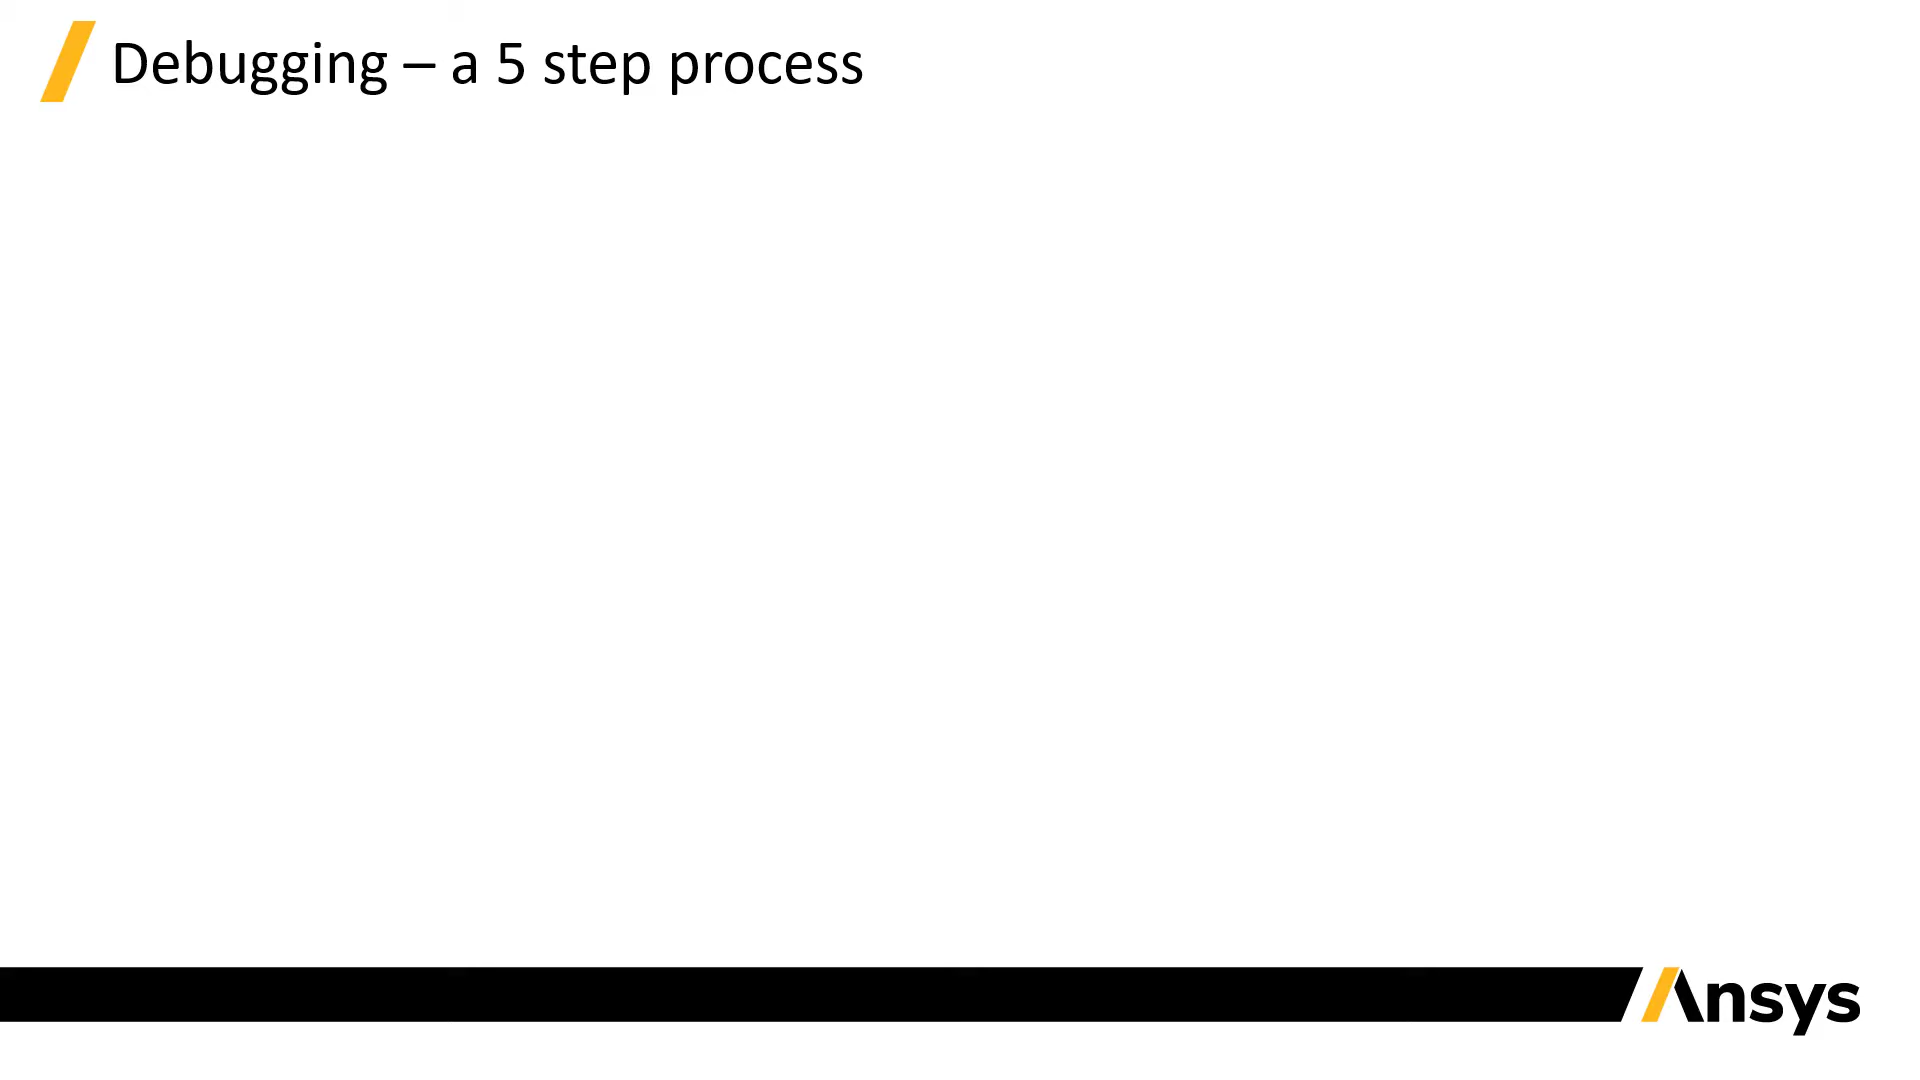 Debugging – a 5 step process
Ansys